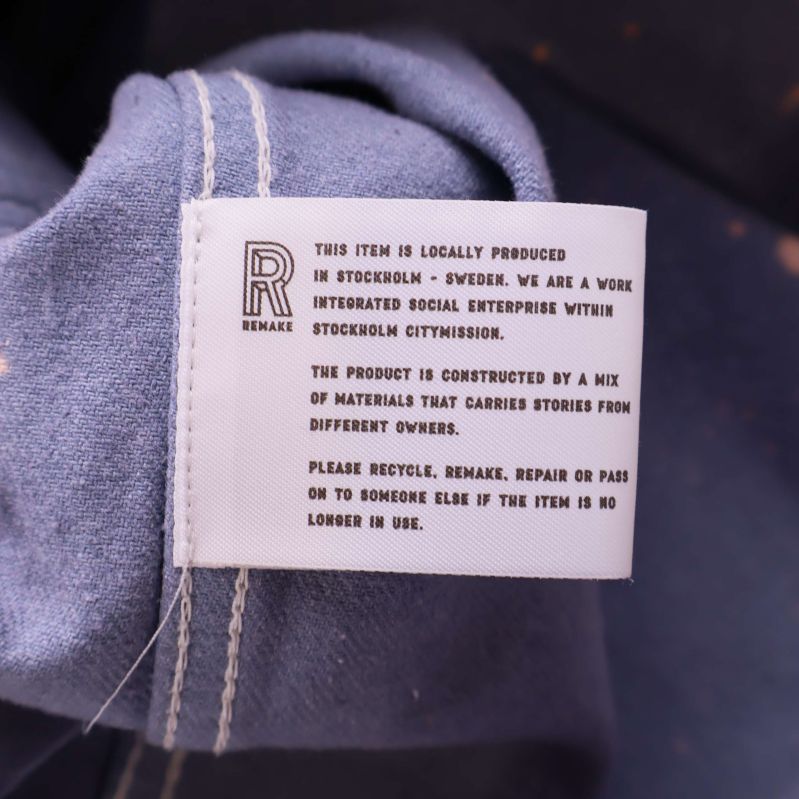 R
REMAKE
THIS ITEM IS LOCALLY PRODUCED
IN STOCKHOLM - SWEDEN. WE ARE A WORK
INTEGRATED SOCIAL ENTERPRISE WITHIN
STOCKHOLM CITYMISSION.
THE PRODUCT IS CONSTRUCTED BY A MIX
OF MATERIALS THAT CARRIES STORIES FROM
DIFFERENT OWNERS.
PLEASE RECYCLE, REMAKE, REPAIR OR PASS
ON TO SOMEONE ELSE IF THE ITEM IS NO
LONGER IN USE.